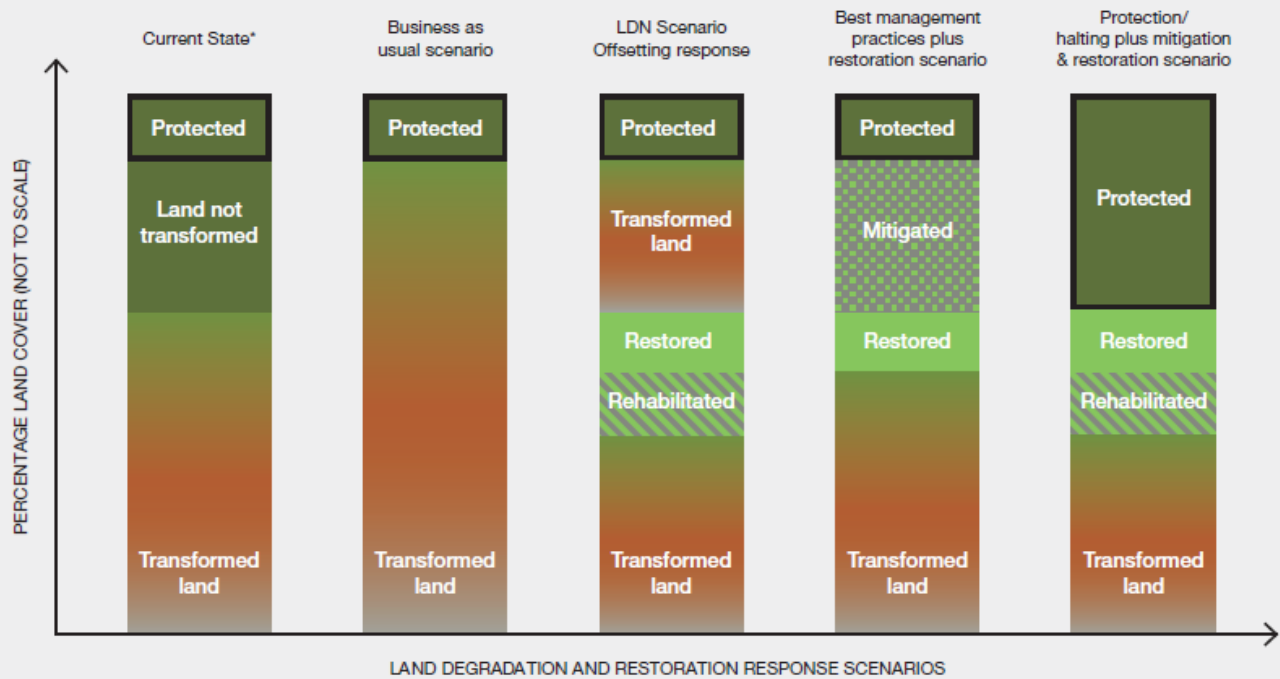 Current State*
Business as
usual scenario
LDN Scenario
Offsetting response
Best management
practices plus
restoration scenario
Protection/
halting plus mitigation
& restoration scenario
PERCENTAGE LAND COVER (NOT TO SCALE)
Protected
Land not
transformed
Transformed
land
Protected
Transformed
land
Protected
Transformed
land
Restored
Rehabilitated
Transformed
land
Protected
Mitigated
Restored
Transformed
land
Protected
Restored
Rehabilitated
Transformed
land
LAND DEGRADATION AND RESTORATION RESPONSE SCENARIOS